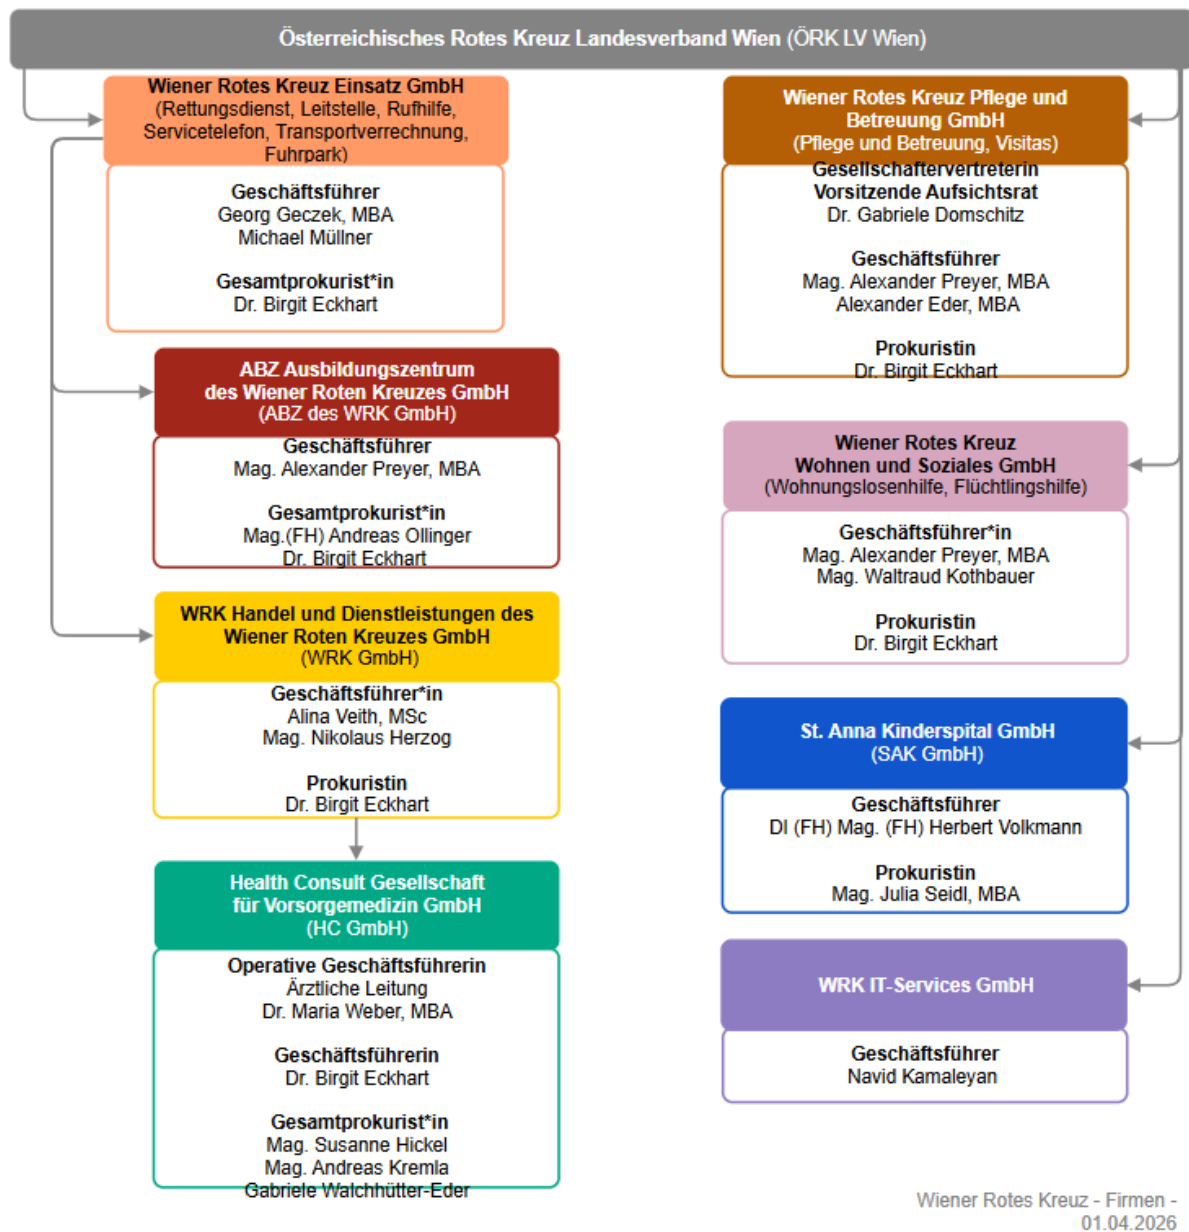 Österreichisches Rotes Kreuz Landesverband Wien (ÖRK LV Wien)
Wiener Rotes Kreuz Einsatz GmbH
(Rettungsdienst, Leitstelle, Rufhilfe,
Servicetelefon, Transportverrechnung,
Fuhrpark)
Geschäftsführer
Georg Geczek, MBA
Michael Müllner
Gesamtprokurist*in
Dr. Birgit Eckhart
ABZ Ausbildungszentrum
des Wiener Roten Kreuzes GmbH
(ABZ des WRK GmbH)
Geschäftsführer
Mag. Alexander Preyer, MBA
Gesamtprokurist*in
Mag.(FH) Andreas Ollinger
Dr. Birgit Eckhart
WRK Handel und Dienstleistungen des
Wiener Roten Kreuzes GmbH
(WRK GmbH)
Geschäftsführer*in
Alina Veith, MSc
Mag. Nikolaus Herzog
Prokuristin
Dr. Birgit Eckhart
Health Consult Gesellschaft
für Vorsorgemedizin GmbH
(HC GmbH)
Operative Geschäftsführerin
Ärztliche Leitung
Dr. Maria Weber, MBA
Geschäftsführerin
Dr. Birgit Eckhart
Gesamtprokurist*in
Mag. Susanne Hickel
Mag. Andreas Kremla
Gabriele Walchhütter-Eder
Wiener Rotes Kreuz Pflege und
Betreuung GmbH
(Pflege und Betreuung, Visitas)
Gesellschaftervertreterin
Vorsitzende Aufsichtsrat
Dr. Gabriele Domschitz
Geschäftsführer
Mag. Alexander Preyer, MBA
Alexander Eder, MBA
Prokuristin
Dr. Birgit Eckhart
Wiener Rotes Kreuz
Wohnen und Soziales GmbH
(Wohnungslosenhilfe, Flüchtlingshilfe)
Geschäftsführer*in
Mag. Alexander Preyer, MBA
Mag. Waltraud Kothbauer
Prokuristin
Dr. Birgit Eckhart
St. Anna Kinderspital GmbH
(SAK GmbH)
Geschäftsführer
DI (FH) Mag. (FH) Herbert Volkmann
Prokuristin
Mag. Julia Seidl, MBA
WRK IT-Services GmbH
Geschäftsführer
Navid Kamaleyan
Wiener Rotes Kreuz - Firmen -
01.04.2026